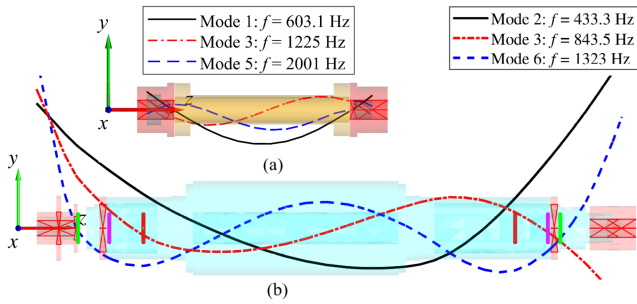 y
Mode 1: f = 603.1 Hz
Mode 3: f = 1225 Hz
Mode 5: f = 2001 Hz
Mode 2: f = 433.3 Hz
Mode 3: f = 843.5 Hz
Mode 6: f = 1323 Hz
z
x
(a)
y
z
x
(b)